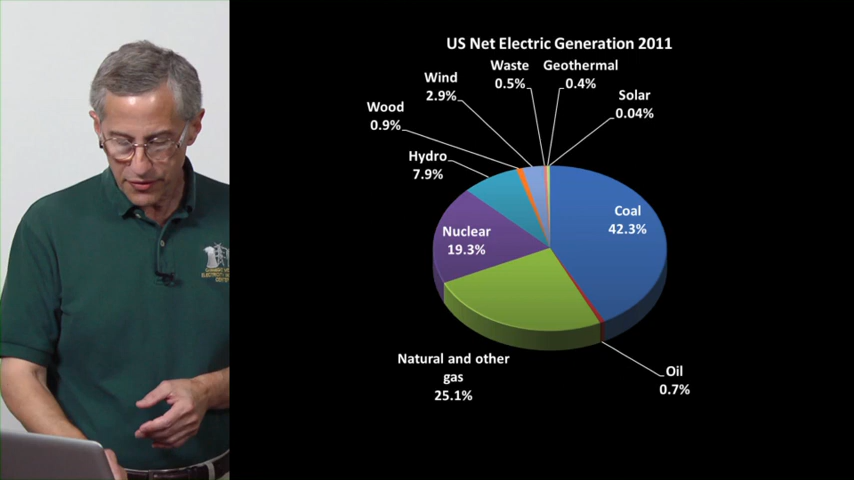 US Net Electric Generation 2011
Waste
0.5%
Geothermal
0.4%
Wind
2.9%
Solar
0.04%
Wood
0.9%
Hydro
7.9%
Coal
42.3%
Nuclear
19.3%
Natural and other
gas
25.1%
Oil
0.7%